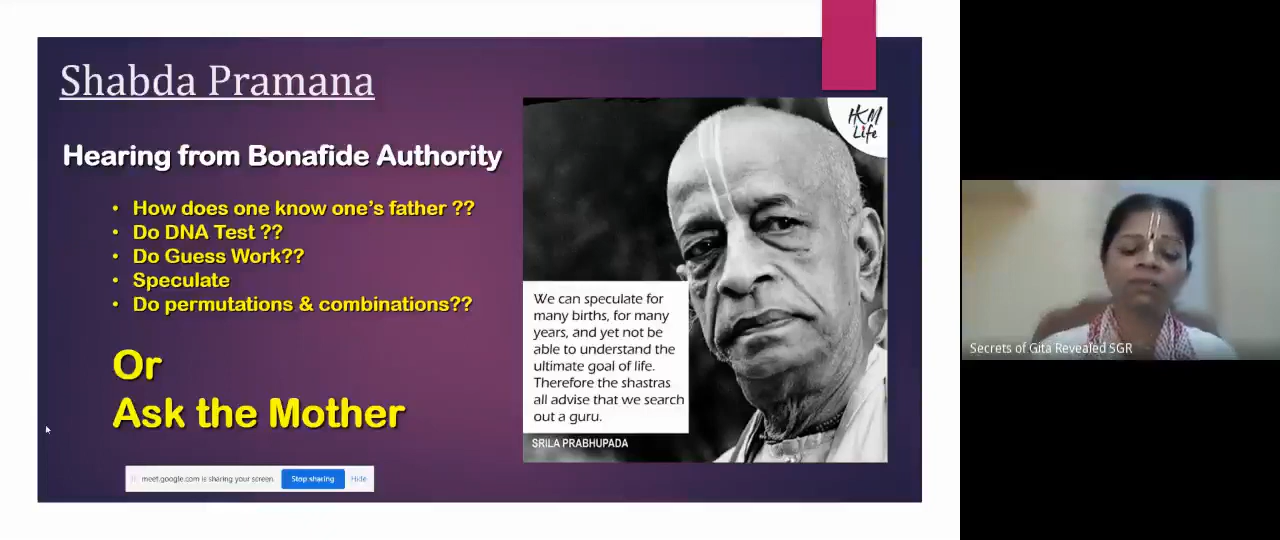 Shabda Pramana
Hearing from Bonafide Authority
• How does one know one's father ??
• Do DNA Test ??
• Do Guess Work??
• Speculate
• Do permutations & combinations??
Or
Ask the Mother
HKM
Life
We can speculate for
many births, for many
years, and yet not be
able to understand the
ultimate goal of life.
Therefore the shastras
all advise that we search
out a guru.
SRILA PRABHUPADA
meet.google.com is sharing your screen.
Stop sharing
Hide
Secrets of Gita Revealed SGR